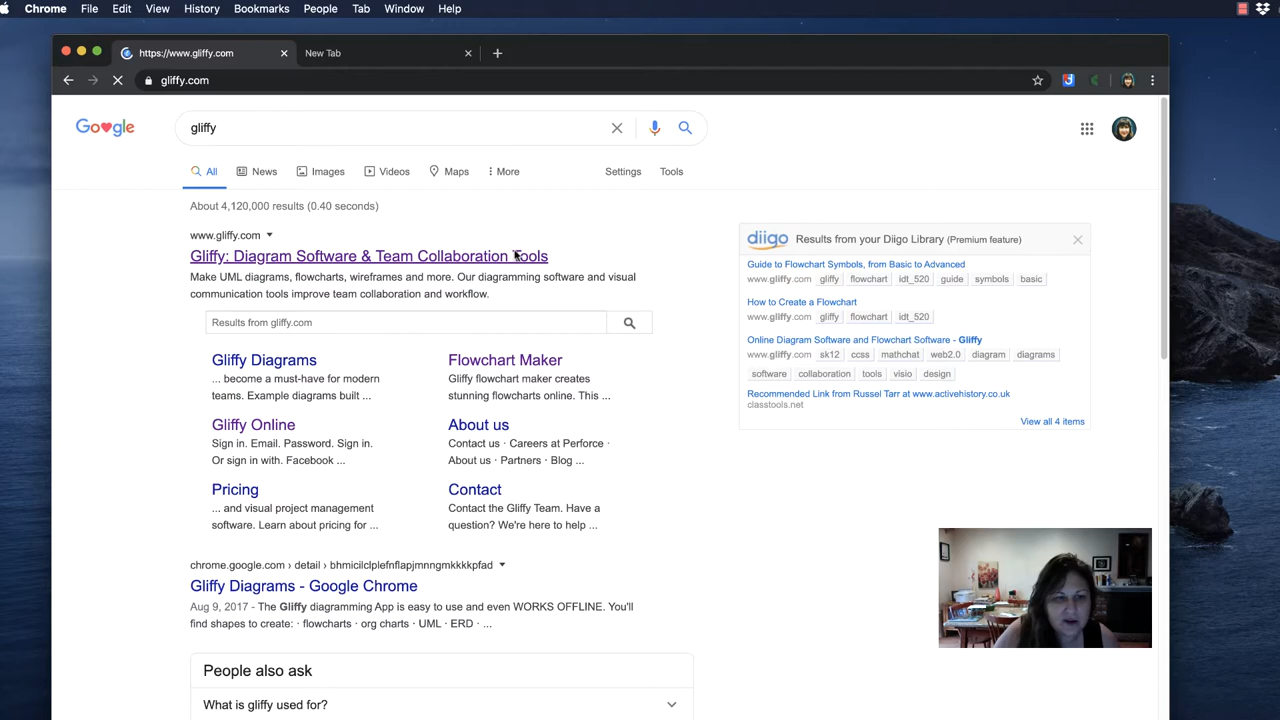 Chrome File Edit View History Bookmarks People Tab Window Help
https://www.gliffy.com
New Tab
gliffy.com
Google
gliffy
All News Images Videos Maps More Settings Tools
About 4,120,000 results (0.40 seconds)
www.gliffy.com
Gliffy: Diagram Software & Team Collaboration Tools
Make UML diagrams, flowcharts, wireframes and more. Our diagramming software and visual
communication tools improve team collaboration and workflow.
Results from gliffy.com
Gliffy Diagrams
... become a must-have for modern
teams. Example diagrams built ...
Flowchart Maker
Gliffy flowchart maker creates
stunning flowcharts online. This ...
Gliffy Online
Sign in. Email. Password. Sign in.
Or sign in with. Facebook ...
About us
Contact us · Careers at Perforce ·
About us · Partners · Blog ...
Pricing
... and visual project management
software. Learn about pricing for ...
Contact
Contact the Gliffy Team. Have a
question? We're here to help ...
chrome.google.com › detail › bhmicilclplefnflapjmnngmkkkkpfad
Gliffy Diagrams - Google Chrome
Aug 9, 2017 - The Gliffy diagramming App is easy to use and even WORKS OFFLINE. You'll
find shapes to create: · flowcharts · org charts · UML · ERD · ...
People also ask
What is gliffy used for?
diigo Results from your Diigo Library (Premium feature)
Guide to Flowchart Symbols, from Basic to Advanced
www.gliffy.com gliffy flowchart idt_520 guide symbols basic
How to Create a Flowchart
www.gliffy.com gliffy flowchart idt_520
Online Diagram Software and Flowchart Software - Gliffy
www.gliffy.com sk12 ccss mathchat web2.0 diagram diagrams
software collaboration tools visio design
Recommended Link from Russel Tarr at www.activehistory.co.uk
classtools.net
View all 4 items